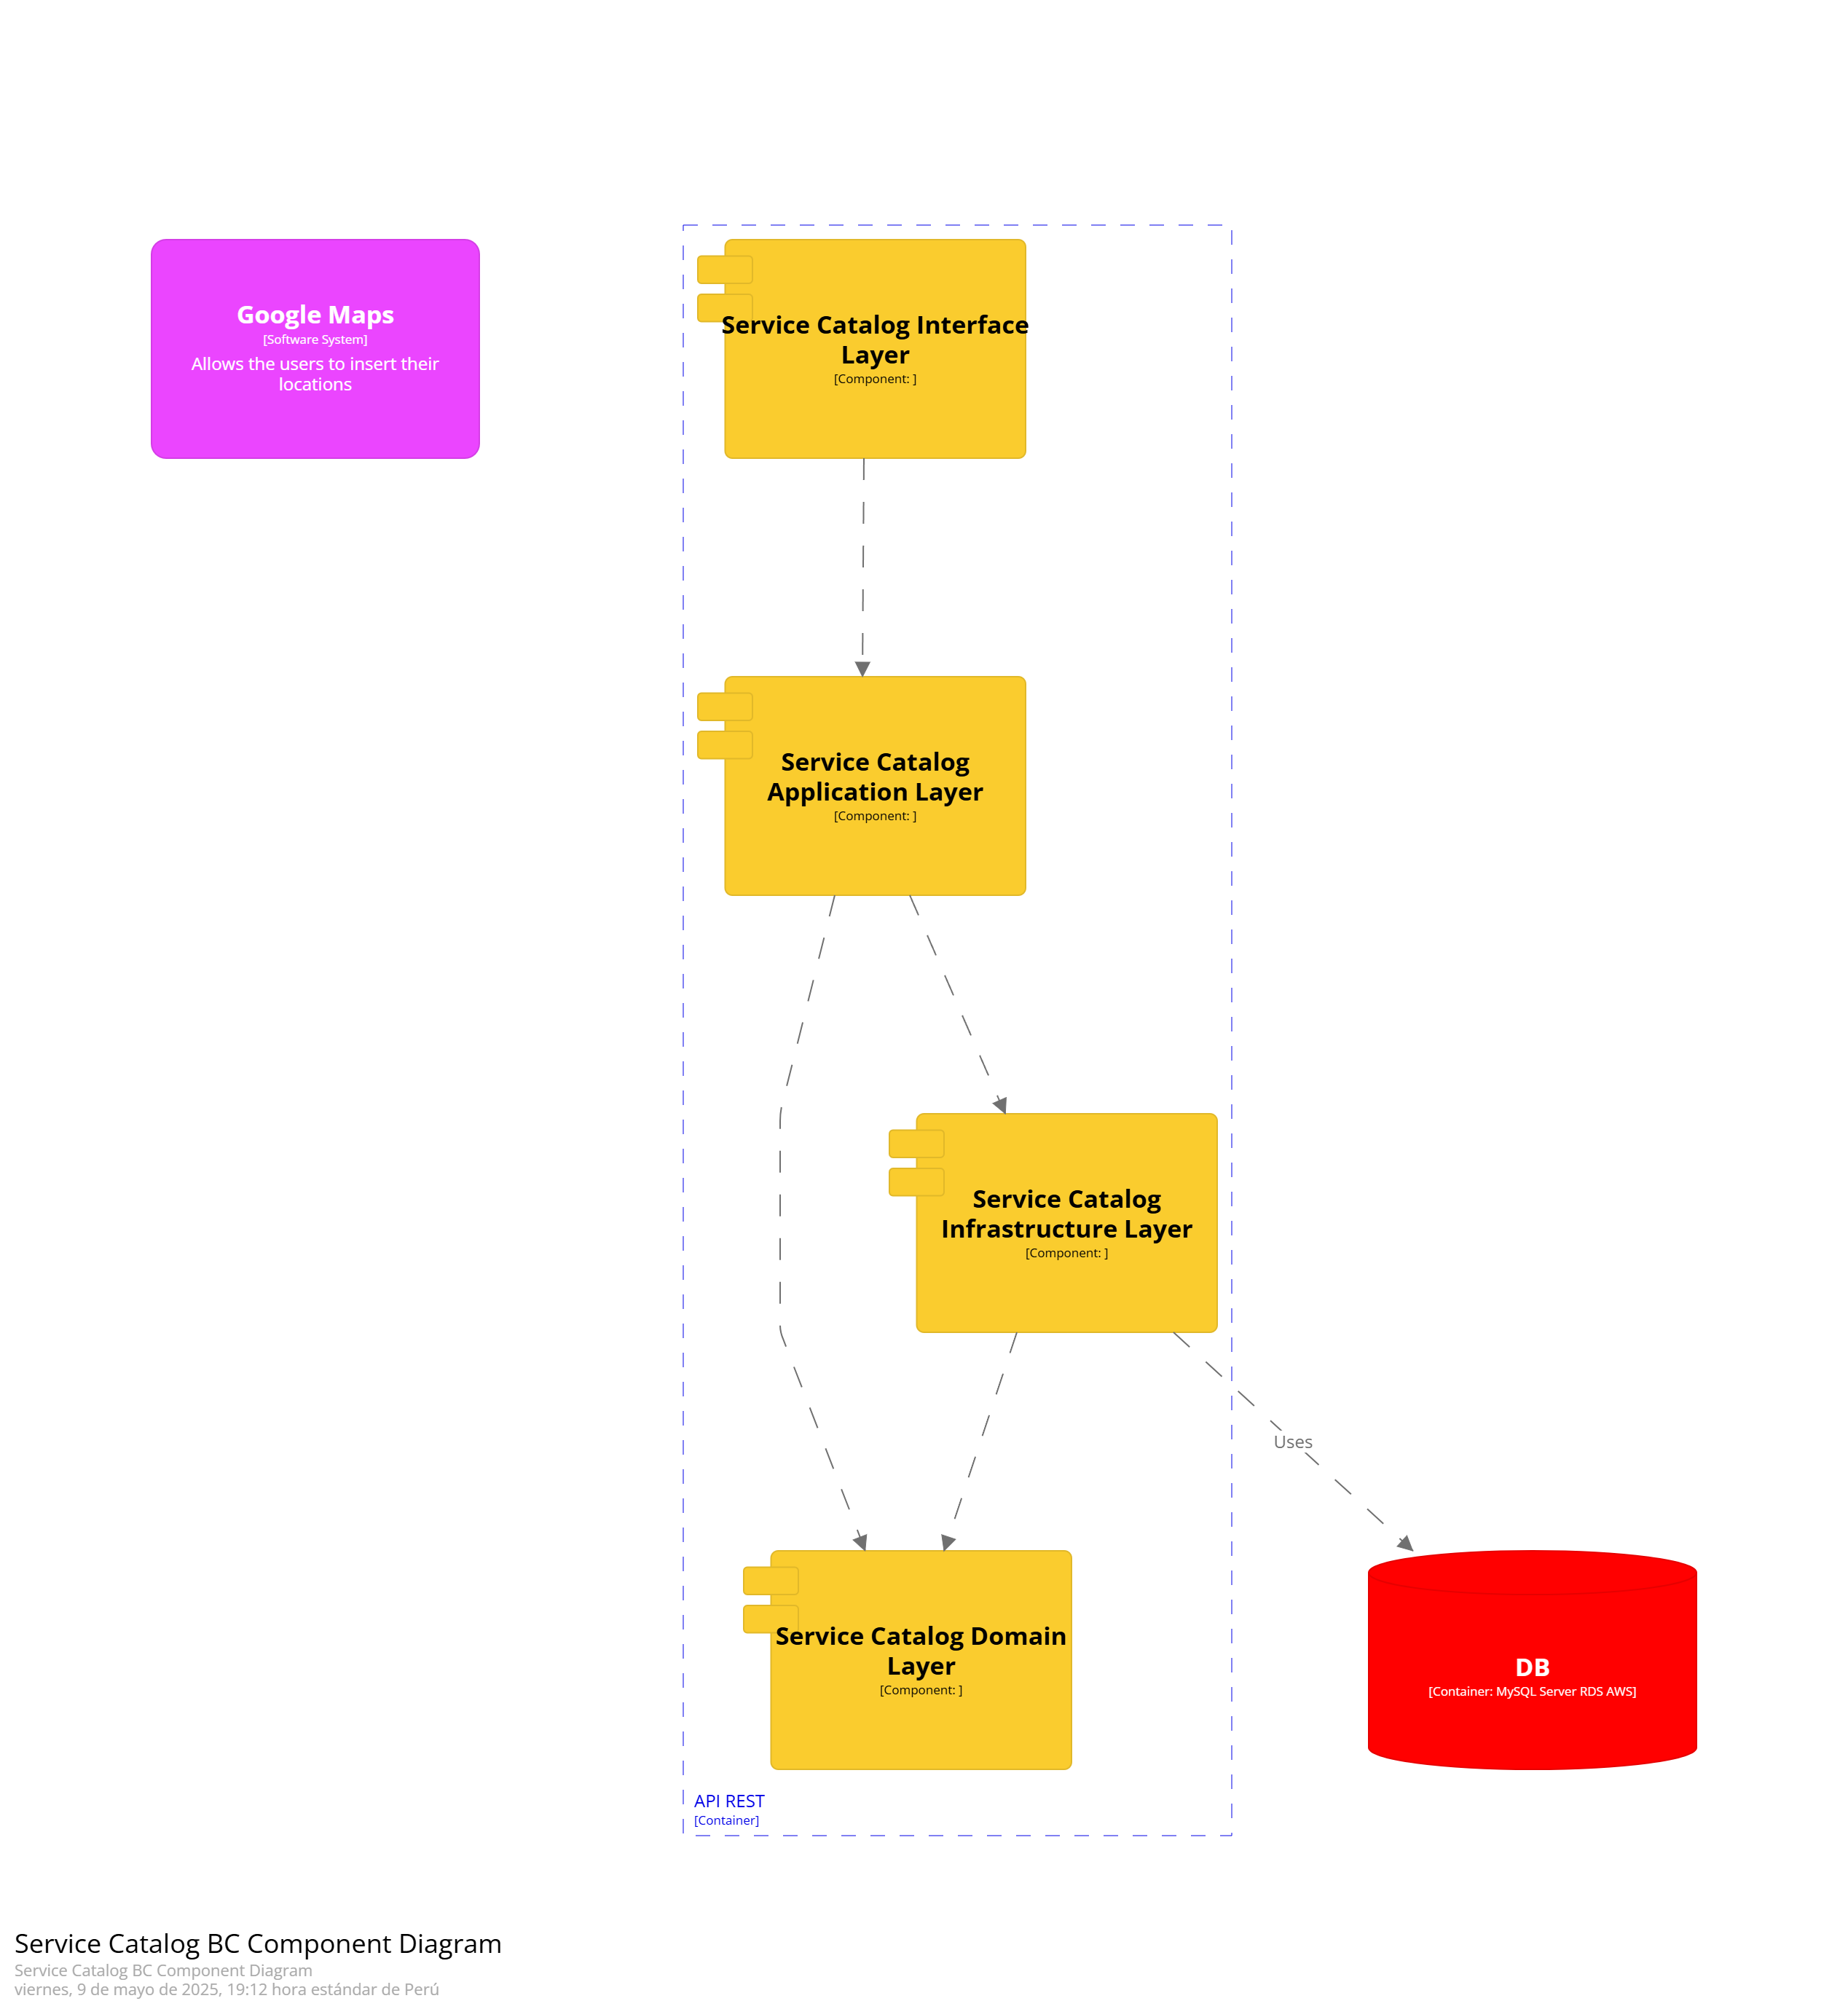 Google Maps
[Software System]
Allows the users to insert their
locations
Service Catalog Interface
Layer
[Component: ]
Service Catalog
Application Layer
[Component: ]
Service Catalog
Infrastructure Layer
[Component: ]
Uses
Service Catalog Domain
Layer
[Component: ]
DB
[Container: MySQL Server RDS AWS]
API REST
[Container]
Service Catalog BC Component Diagram
Service Catalog BC Component Diagram
viernes, 9 de mayo de 2025, 19:12 hora estándar de Perú